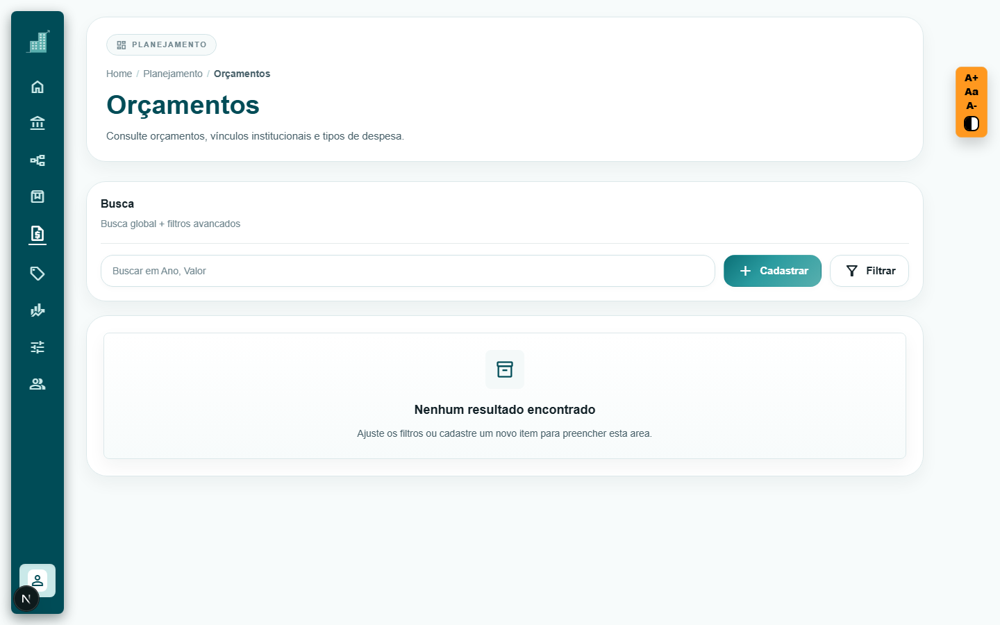 PLANEJAMENTO
Home / Planejamento / Orçamentos
Orçamentos
Consulte orçamentos, vínculos institucionais e tipos de despesa.
A+
Aa
A-
Busca
Busca global + filtros avancados
Buscar em Ano, Valor
Cadastrar
Filtrar
Nenhum resultado encontrado
Ajuste os filtros ou cadastre um novo item para preencher esta area.
N